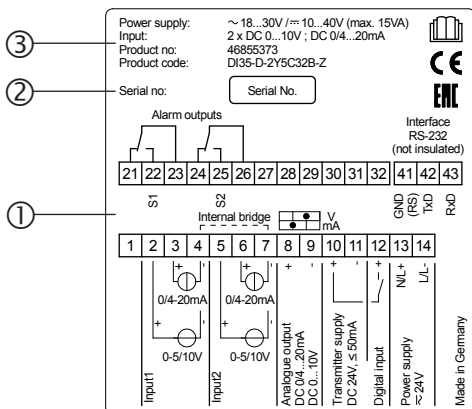 Power supply: ~ 18...30V / ⎓ 10...40V (max. 15VA)
Input: 2 x DC 0...10V ; DC 0/4...20mA
Product no: 46855373
Product code: DI35-D-2Y5C32B-Z
③
CE
② Serial no: Serial No.
EAC
Alarm outputs
Interface
RS-232
(not insulated)
21 22 23 24 25 26 27 28 29 30 31 32 41 42 43
S1 S2 GND (RS) TxD RxD
①
Internal bridge V
mA
1 2 3 4 5 6 7 8 9 10 11 12 13 14
+ - + - + - + - + N/L+ L/L-
0/4-20mA 0/4-20mA
+ - + -
0-5/10V 0-5/10V
Input1
Input2
Analogue output
DC 0/4...20mA
DC 0...10V
Transmitter supply
DC 24V, ≤ 50mA
Digital input
Power supply
≂ 24V
Made in Germany